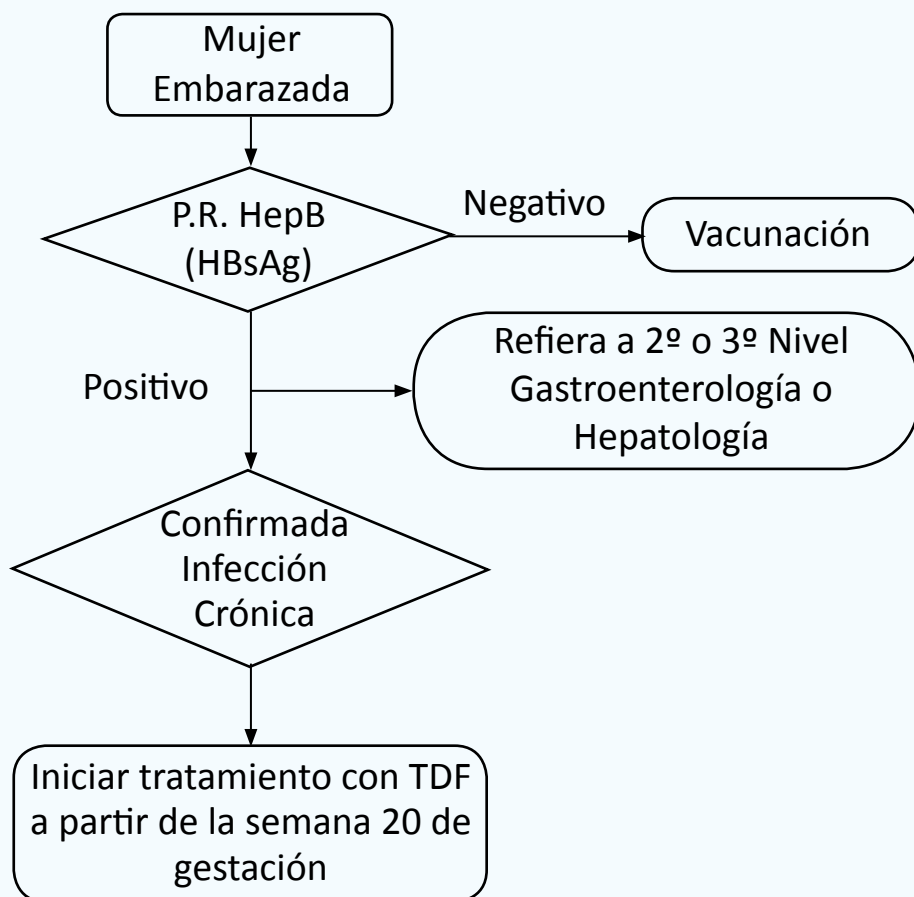 Mujer
Embarazada
P.R. HepB
(HBsAg)
Negativo
Vacunación
Positivo
Refiera a 2º o 3º Nivel
Gastroenterología o
Hepatología
Confirmada
Infección
Crónica
Iniciar tratamiento con TDF
a partir de la semana 20 de
gestación